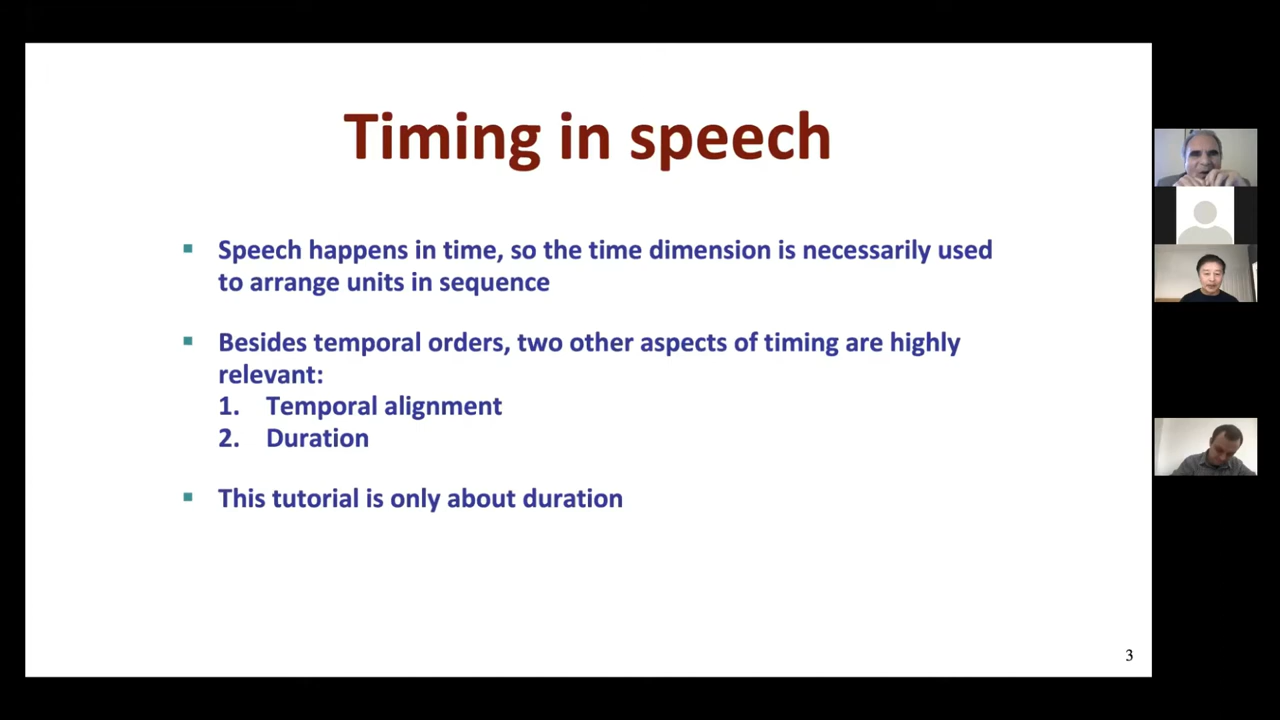 Timing in speech
▪ Speech happens in time, so the time dimension is necessarily used
to arrange units in sequence
▪ Besides temporal orders, two other aspects of timing are highly
relevant:
1. Temporal alignment
2. Duration
▪ This tutorial is only about duration
3